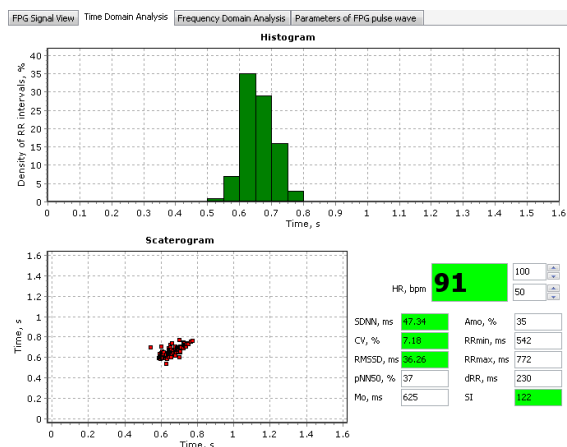 FPG Signal View Time Domain Analysis Frequency Domain Analysis Parameters of FPG pulse wave
Histogram
Density of RR intervals, %
40
35
30
25
20
15
10
5
0
0 0.1 0.2 0.3 0.4 0.5 0.6 0.7 0.8 0.9 1 1.1 1.2 1.3 1.4 1.5 1.6
Time, s
Scaterogram
Time, s
1.6
1.4
1.2
1
0.8
0.6
0.4
0.2
0
0 0.2 0.4 0.6 0.8 1 1.2 1.4 1.6
Time, s
HR, bpm 91 100
50
SDNN, ms 47.34 Amo, % 35
CV, % 7.18 RRmin, ms 542
RMSSD, ms 36.26 RRmax, ms 772
pNN50, % 37 dRR, ms 230
Mo, ms 625 SI 122